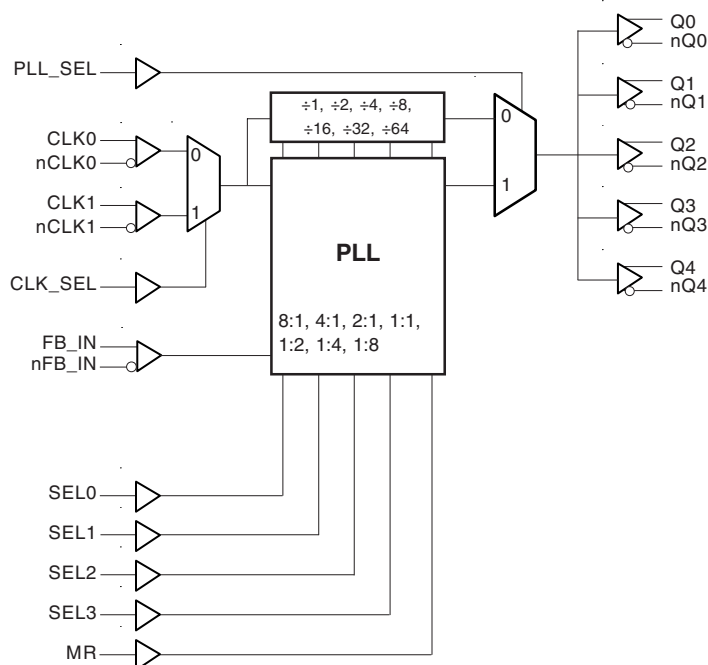 PLL_SEL
CLK0
nCLK0
CLK1
nCLK1
CLK_SEL
FB_IN
nFB_IN
SEL0
SEL1
SEL2
SEL3
MR
0
1
÷1, ÷2, ÷4, ÷8,
÷16, ÷32, ÷64
PLL
8:1, 4:1, 2:1, 1:1,
1:2, 1:4, 1:8
0
1
Q0
nQ0
Q1
nQ1
Q2
nQ2
Q3
nQ3
Q4
nQ4